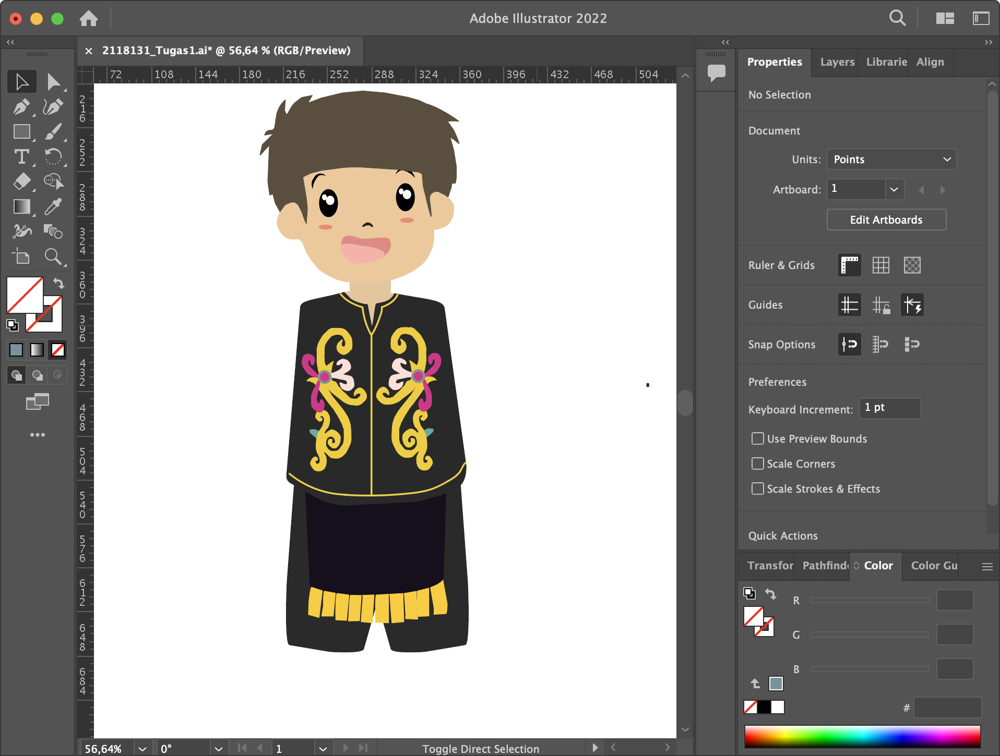 Adobe Illustrator 2022
2118131_Tugas1.ai* @ 56,64 % (RGB/Preview)
72 108 144 180 216 252 288 324 360 396 432 468 504
216
252
288
324
360
396
432
468
504
540
576
612
648
684
Properties Layers Librarie Align
No Selection
Document
Units: Points
Artboard: 1
Edit Artboards
Ruler & Grids
Guides
Snap Options
Preferences
Keyboard Increment: 1 pt
Use Preview Bounds
Scale Corners
Scale Strokes & Effects
Quick Actions
Transfor Pathfind Color Color Gu
R
G
B
#
56,64% 0° 1 Toggle Direct Selection